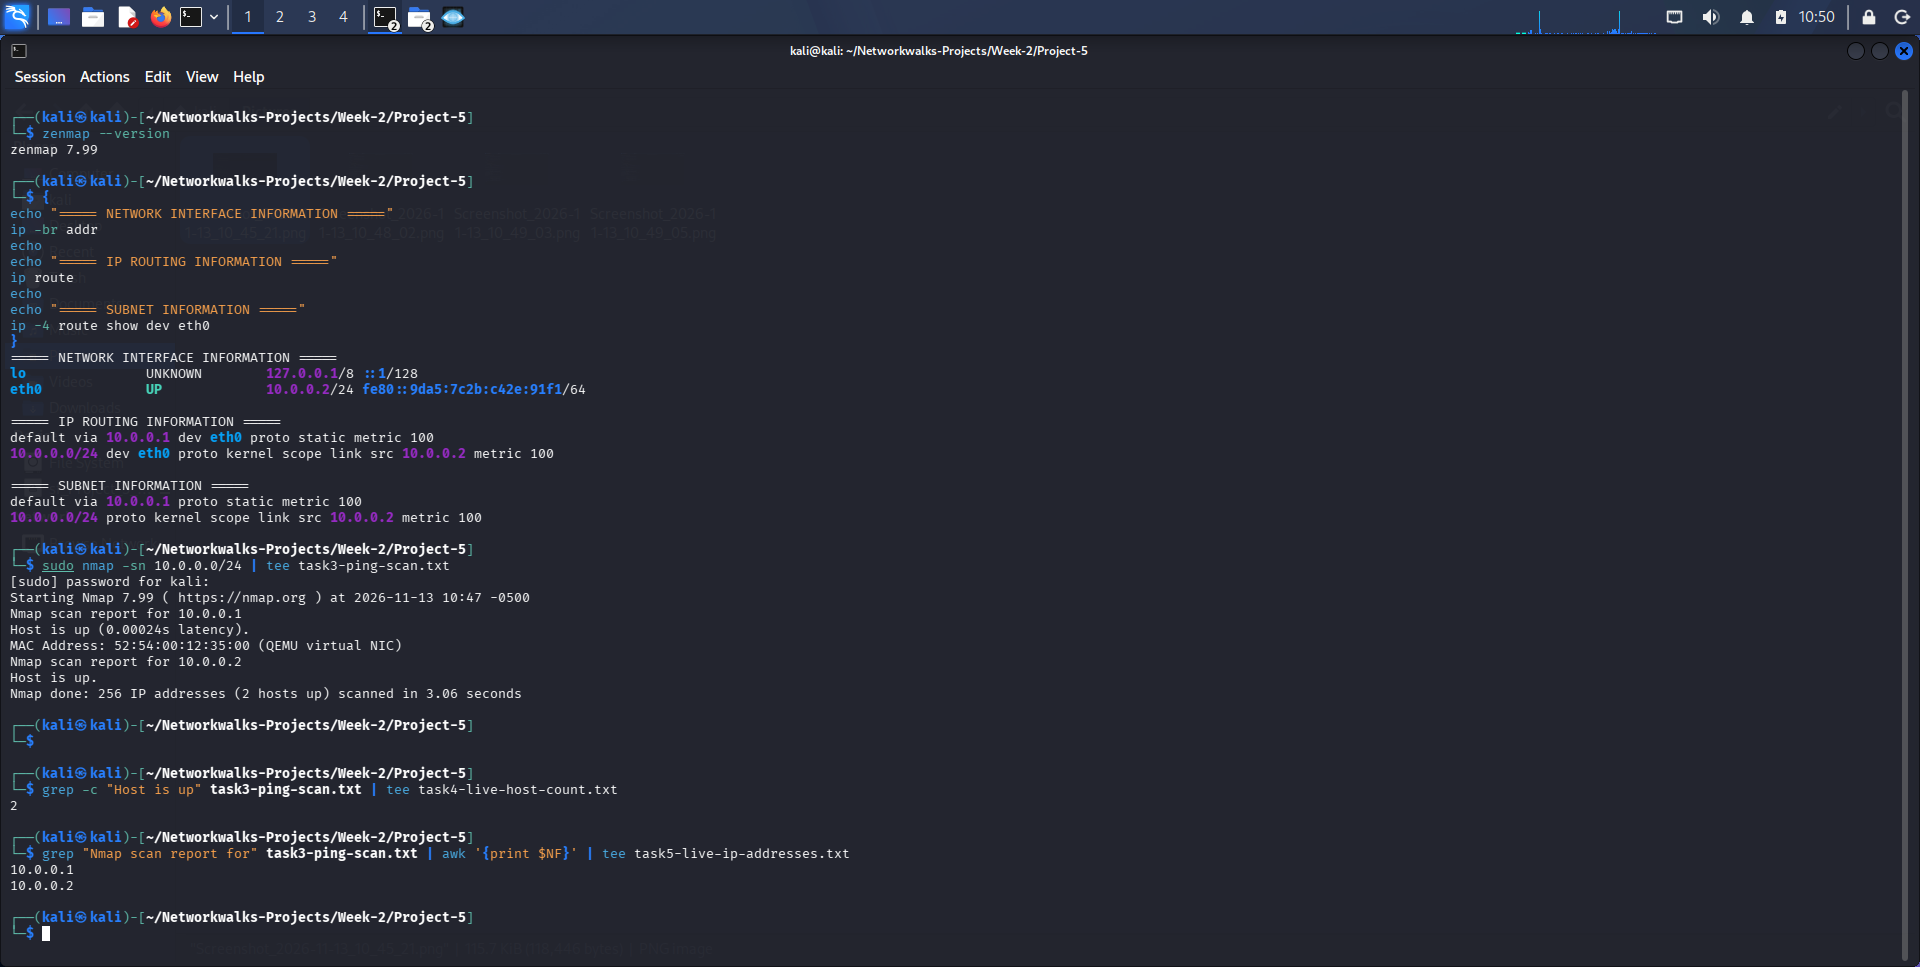 1 2 3 4 2 2 10:50
kali@kali: ~/Networkwalks-Projects/Week-2/Project-5
Session Actions Edit View Help
┌──(kali㉿kali)-[~/Networkwalks-Projects/Week-2/Project-5]
└─$ zenmap --version
zenmap 7.99
┌──(kali㉿kali)-[~/Networkwalks-Projects/Week-2/Project-5]
└─$ {
echo "===== NETWORK INTERFACE INFORMATION ====="
ip -br addr
echo
echo "===== IP ROUTING INFORMATION ====="
ip route
echo
echo "===== SUBNET INFORMATION ====="
ip -4 route show dev eth0
}
===== NETWORK INTERFACE INFORMATION =====
lo UNKNOWN 127.0.0.1/8 ::1/128
eth0 UP 10.0.0.2/24 fe80::9da5:7c2b:c42e:91f1/64
===== IP ROUTING INFORMATION =====
default via 10.0.0.1 dev eth0 proto static metric 100
10.0.0.0/24 dev eth0 proto kernel scope link src 10.0.0.2 metric 100
===== SUBNET INFORMATION =====
default via 10.0.0.1 proto static metric 100
10.0.0.0/24 proto kernel scope link src 10.0.0.2 metric 100
┌──(kali㉿kali)-[~/Networkwalks-Projects/Week-2/Project-5]
└─$ sudo nmap -sn 10.0.0.0/24 | tee task3-ping-scan.txt
[sudo] password for kali:
Starting Nmap 7.99 ( https://nmap.org ) at 2026-11-13 10:47 -0500
Nmap scan report for 10.0.0.1
Host is up (0.00024s latency).
MAC Address: 52:54:00:12:35:00 (QEMU virtual NIC)
Nmap scan report for 10.0.0.2
Host is up.
Nmap done: 256 IP addresses (2 hosts up) scanned in 3.06 seconds
┌──(kali㉿kali)-[~/Networkwalks-Projects/Week-2/Project-5]
└─$
┌──(kali㉿kali)-[~/Networkwalks-Projects/Week-2/Project-5]
└─$ grep -c "Host is up" task3-ping-scan.txt | tee task4-live-host-count.txt
2
┌──(kali㉿kali)-[~/Networkwalks-Projects/Week-2/Project-5]
└─$ grep "Nmap scan report for" task3-ping-scan.txt | awk '{print $NF}' | tee task5-live-ip-addresses.txt
10.0.0.1
10.0.0.2
┌──(kali㉿kali)-[~/Networkwalks-Projects/Week-2/Project-5]
└─$